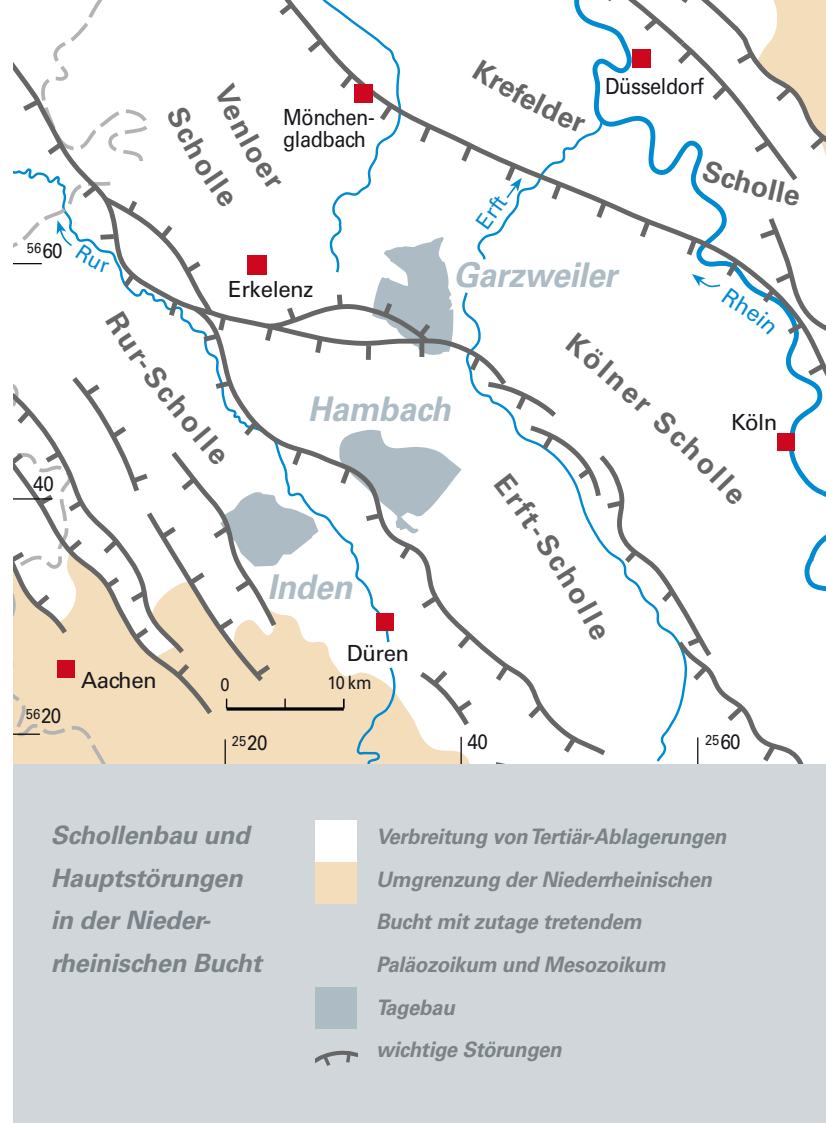 Düsseldorf
Krefelder
Scholle
Mönchen-
gladbach
Venloer
Scholle
Erft
⁵⁶60
Rur
Erkelenz
Garzweiler
Rhein
Rur-Scholle
Kölner Scholle
Hambach
Köln
40
Erft-Scholle
Inden
Düren
Aachen
0 10 km
⁵⁶20
²⁵20
40
²⁵60
Schollenbau und
Hauptstörungen
in der Nieder-
rheinischen Bucht
Verbreitung von Tertiär-Ablagerungen
Umgrenzung der Niederrheinischen
Bucht mit zutage tretendem
Paläozoikum und Mesozoikum
Tagebau
wichtige Störungen